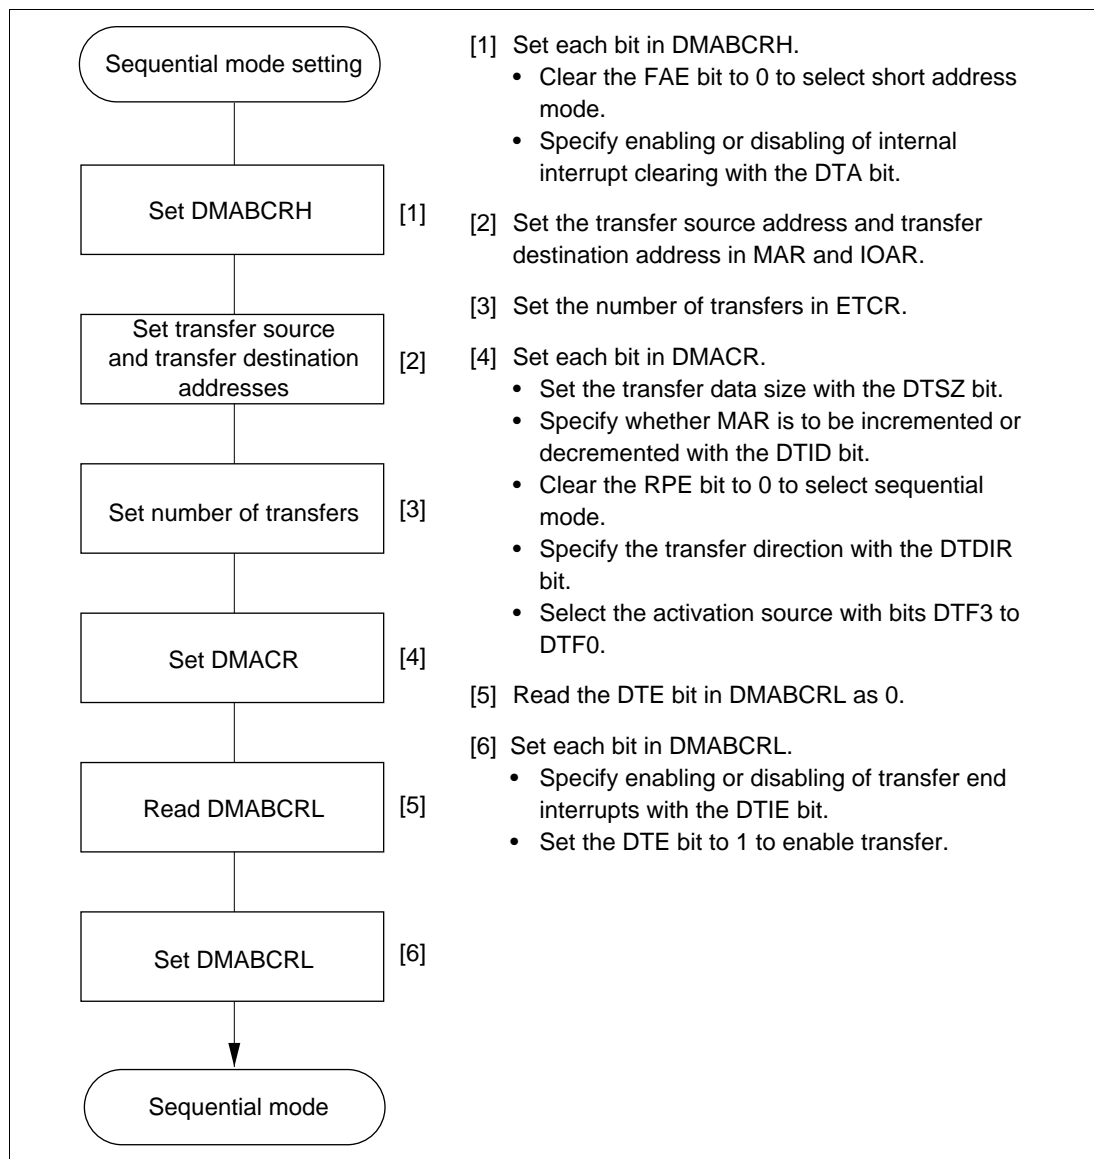 Sequential mode setting
Set DMABCRH
[1]
Set transfer source
and transfer destination
addresses
[2]
Set number of transfers
[3]
Set DMACR
[4]
Read DMABCRL
[5]
Set DMABCRL
[6]
Sequential mode
[1] Set each bit in DMABCRH.
• Clear the FAE bit to 0 to select short address
mode.
• Specify enabling or disabling of internal
interrupt clearing with the DTA bit.
[2] Set the transfer source address and transfer
destination address in MAR and IOAR.
[3] Set the number of transfers in ETCR.
[4] Set each bit in DMACR.
• Set the transfer data size with the DTSZ bit.
• Specify whether MAR is to be incremented or
decremented with the DTID bit.
• Clear the RPE bit to 0 to select sequential
mode.
• Specify the transfer direction with the DTDIR
bit.
• Select the activation source with bits DTF3 to
DTF0.
[5] Read the DTE bit in DMABCRL as 0.
[6] Set each bit in DMABCRL.
• Specify enabling or disabling of transfer end
interrupts with the DTIE bit.
• Set the DTE bit to 1 to enable transfer.